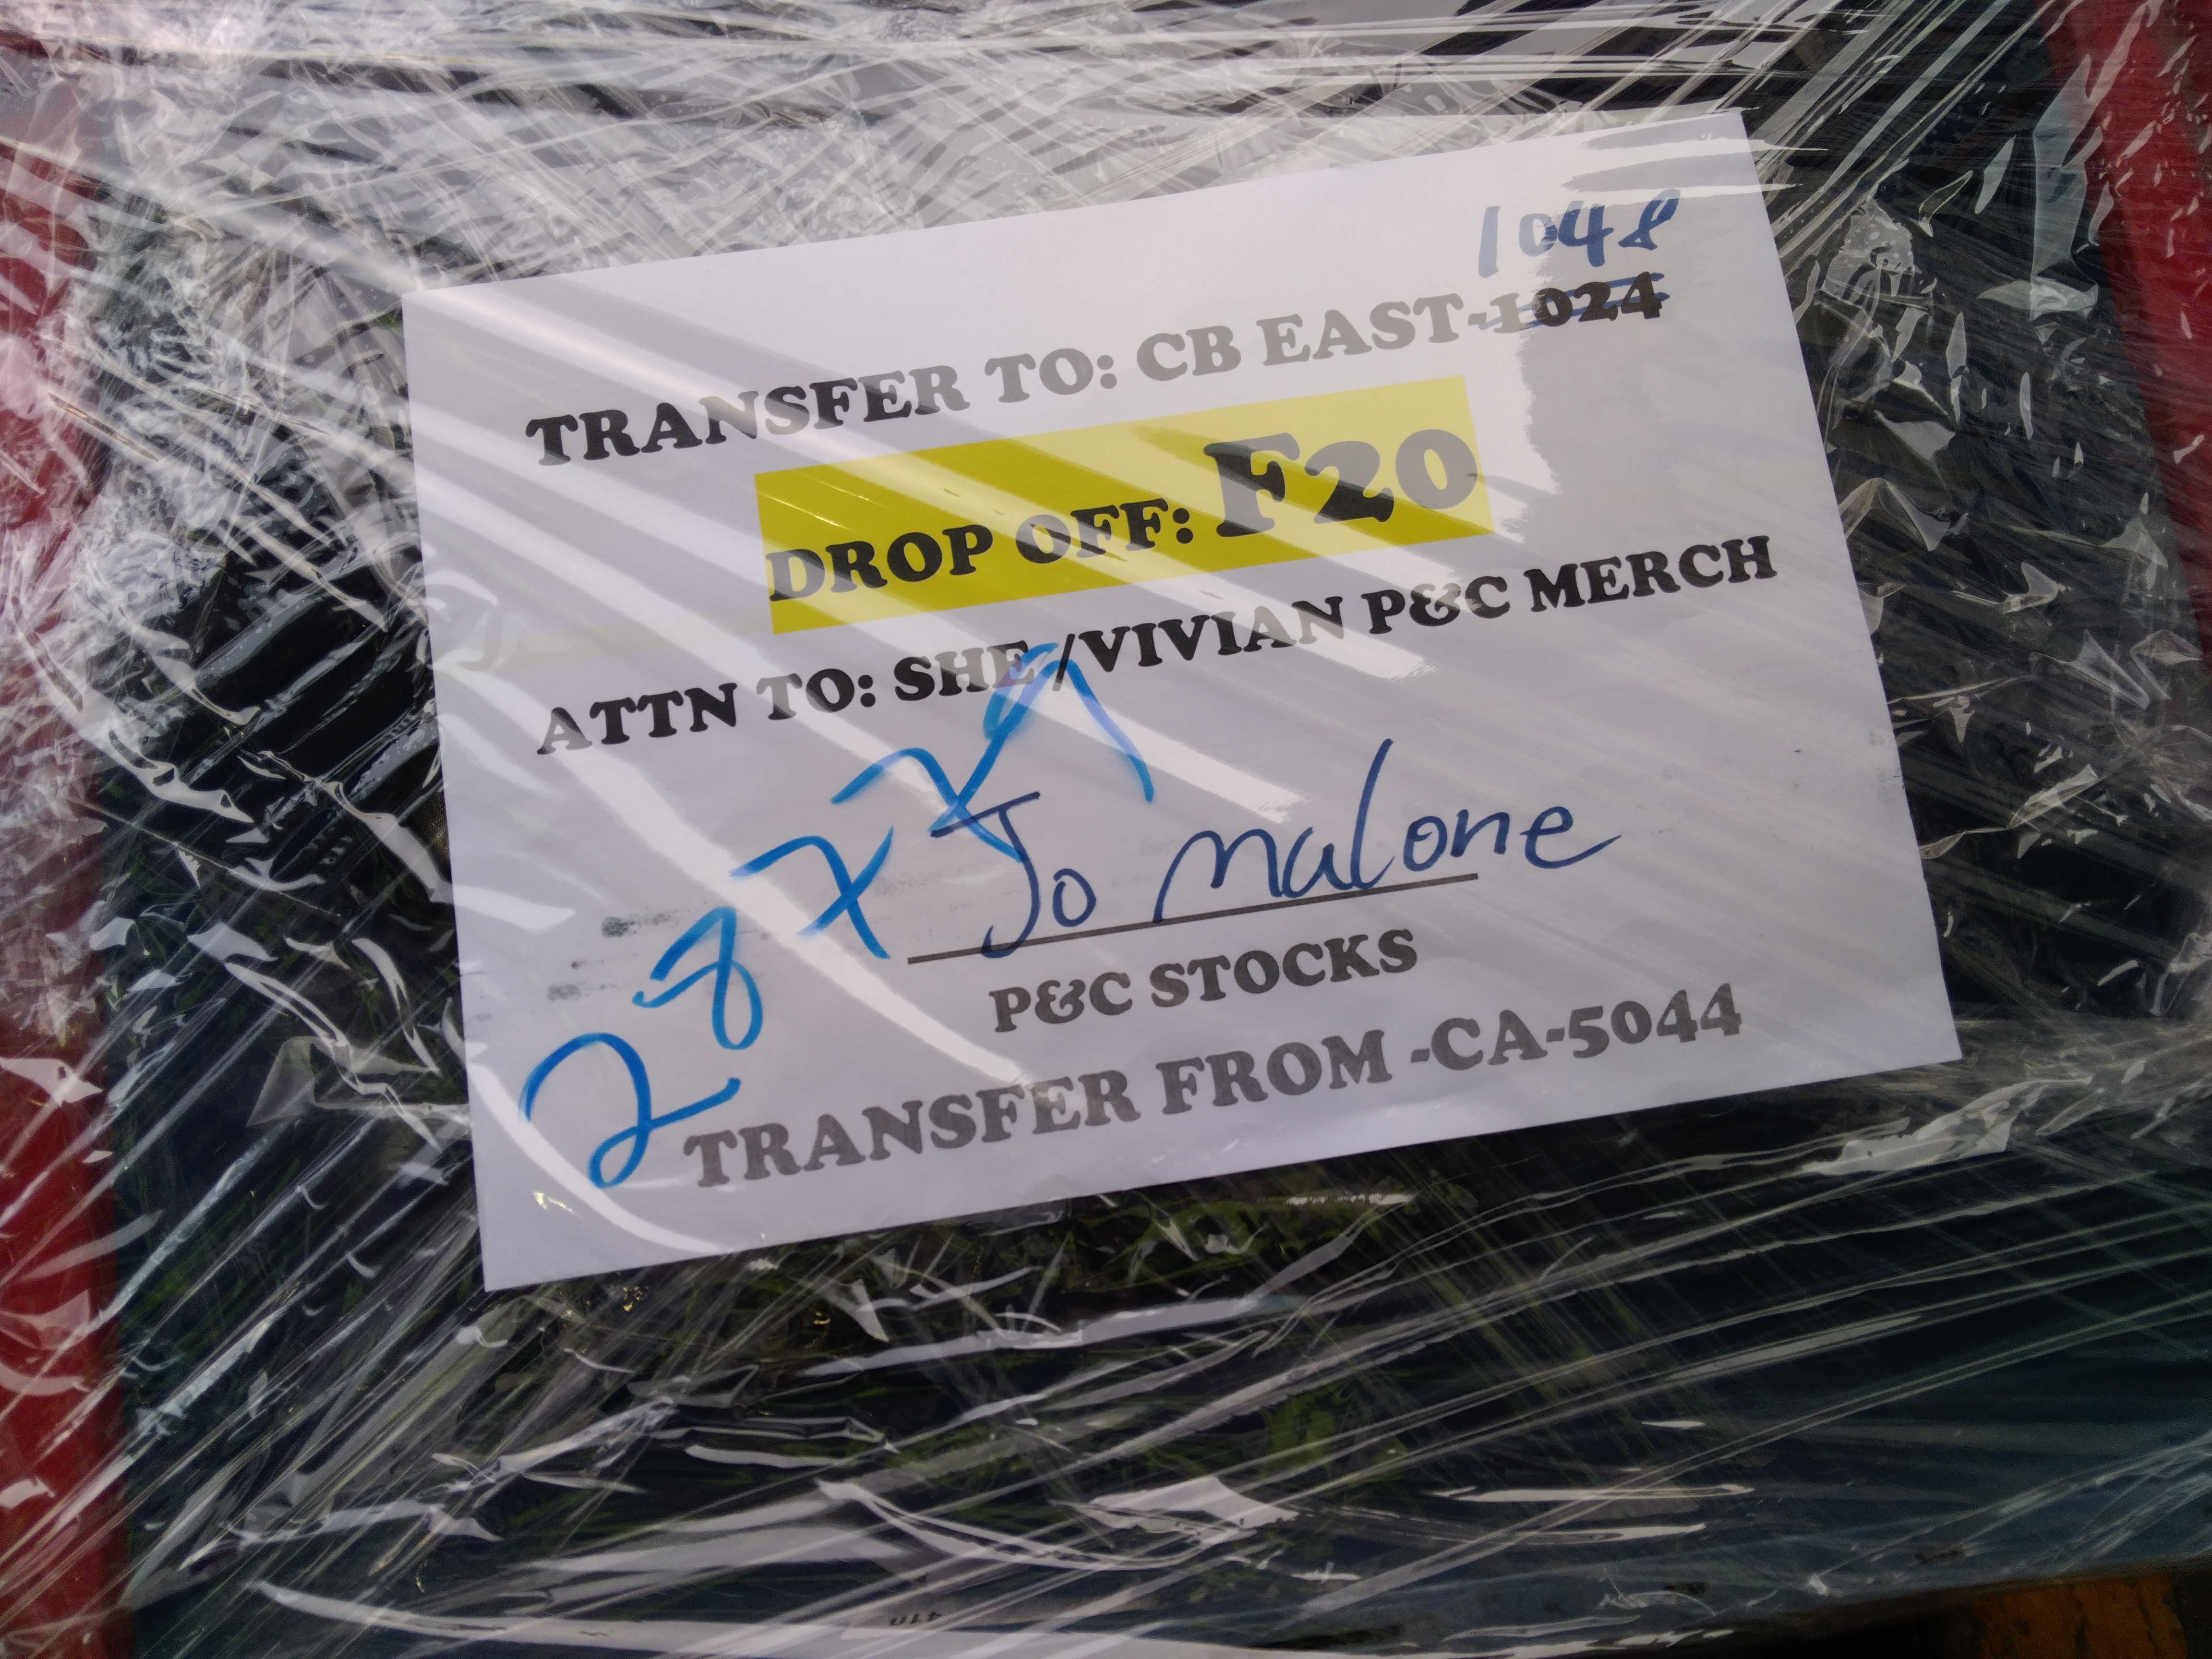 1048
TRANSFER TO: CB EAST-1024
DROP OFF: F20
ATTN TO: SHE /VIVIAN P&C MERCH
Jo malone
P&C STOCKS
TRANSFER FROM -CA-5044